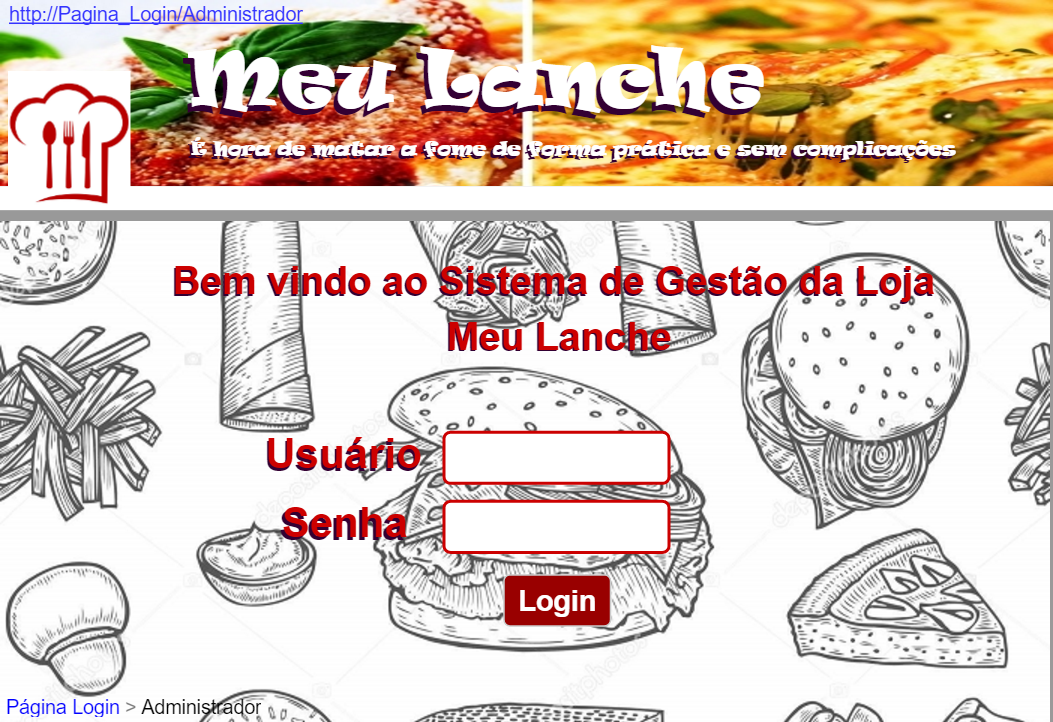 http://Pagina_Login/Administrador
Meu Lanche
É hora de matar a fome de forma prática e sem complicações
Bem vindo ao Sistema de Gestão da Loja
Meu Lanche
Usuário
Senha
Login
Página Login > Administrador